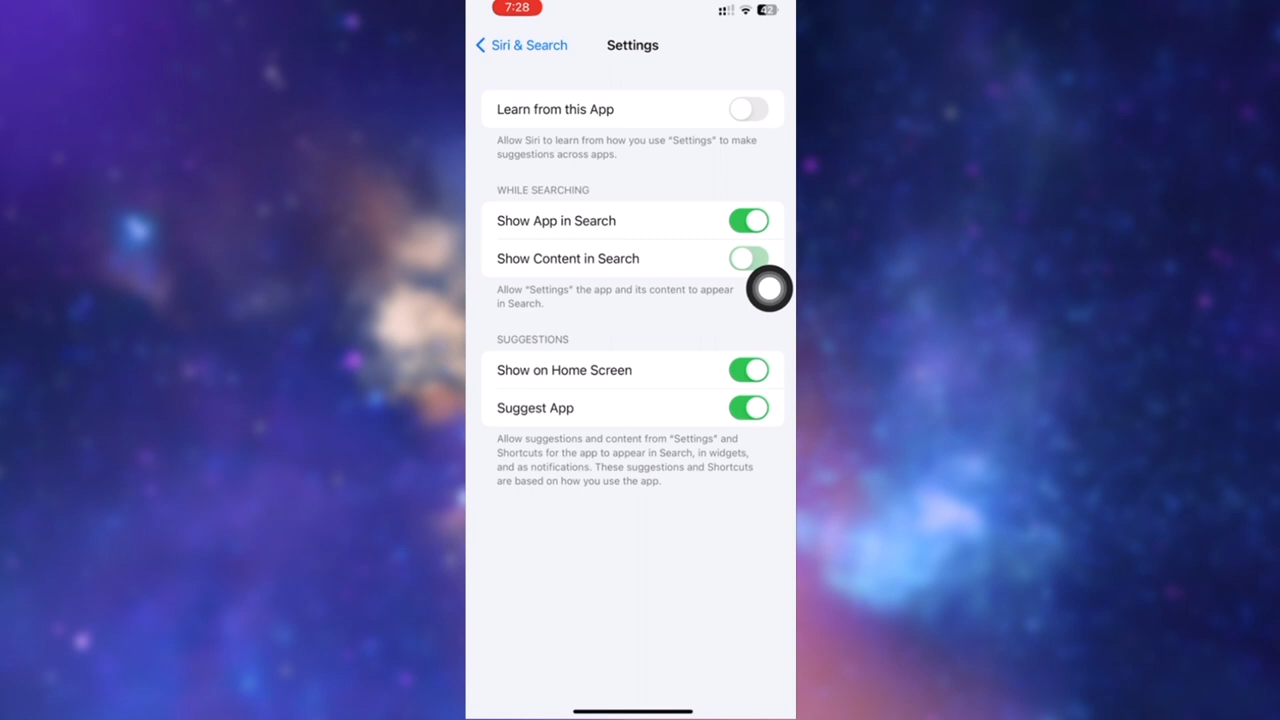 7:28
42
Siri & Search
Settings
Learn from this App
Allow Siri to learn from how you use “Settings” to make
suggestions across apps.
WHILE SEARCHING
Show App in Search
Show Content in Search
Allow “Settings” the app and its content to appear
in Search.
SUGGESTIONS
Show on Home Screen
Suggest App
Allow suggestions and content from “Settings” and
Shortcuts for the app to appear in Search, in widgets,
and as notifications. These suggestions and Shortcuts
are based on how you use the app.